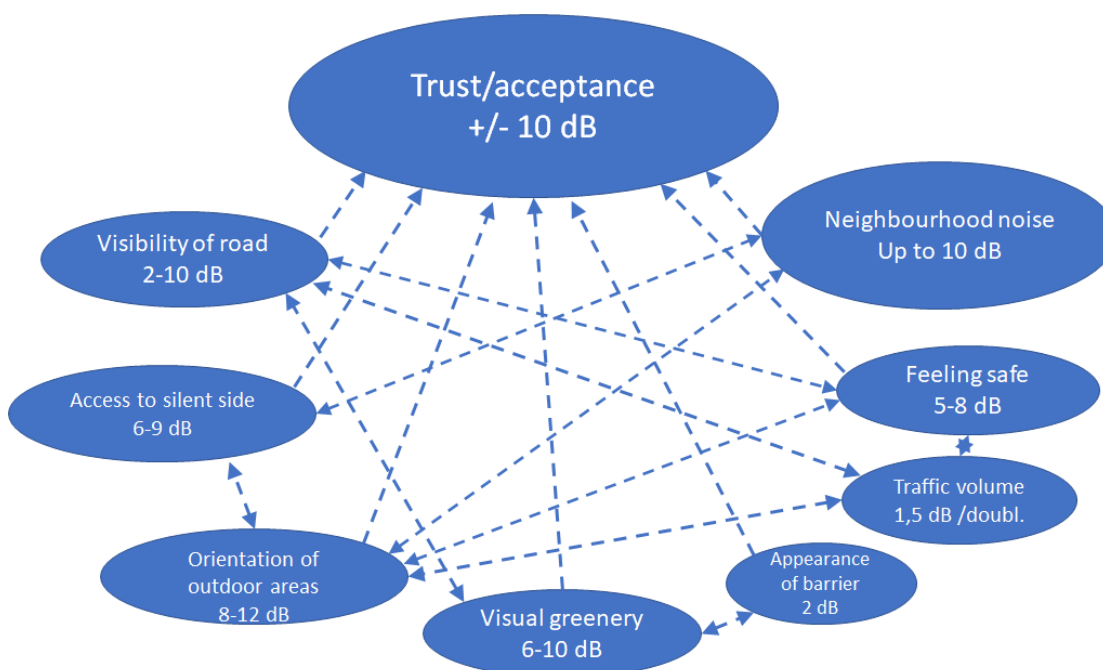 Trust/acceptance
+/- 10 dB
Visibility of road
2-10 dB
Neighbourhood noise
Up to 10 dB
Access to silent side
6-9 dB
Feeling safe
5-8 dB
Traffic volume
1,5 dB /doubl.
Orientation of
outdoor areas
8-12 dB
Visual greenery
6-10 dB
Appearance
of barrier
2 dB